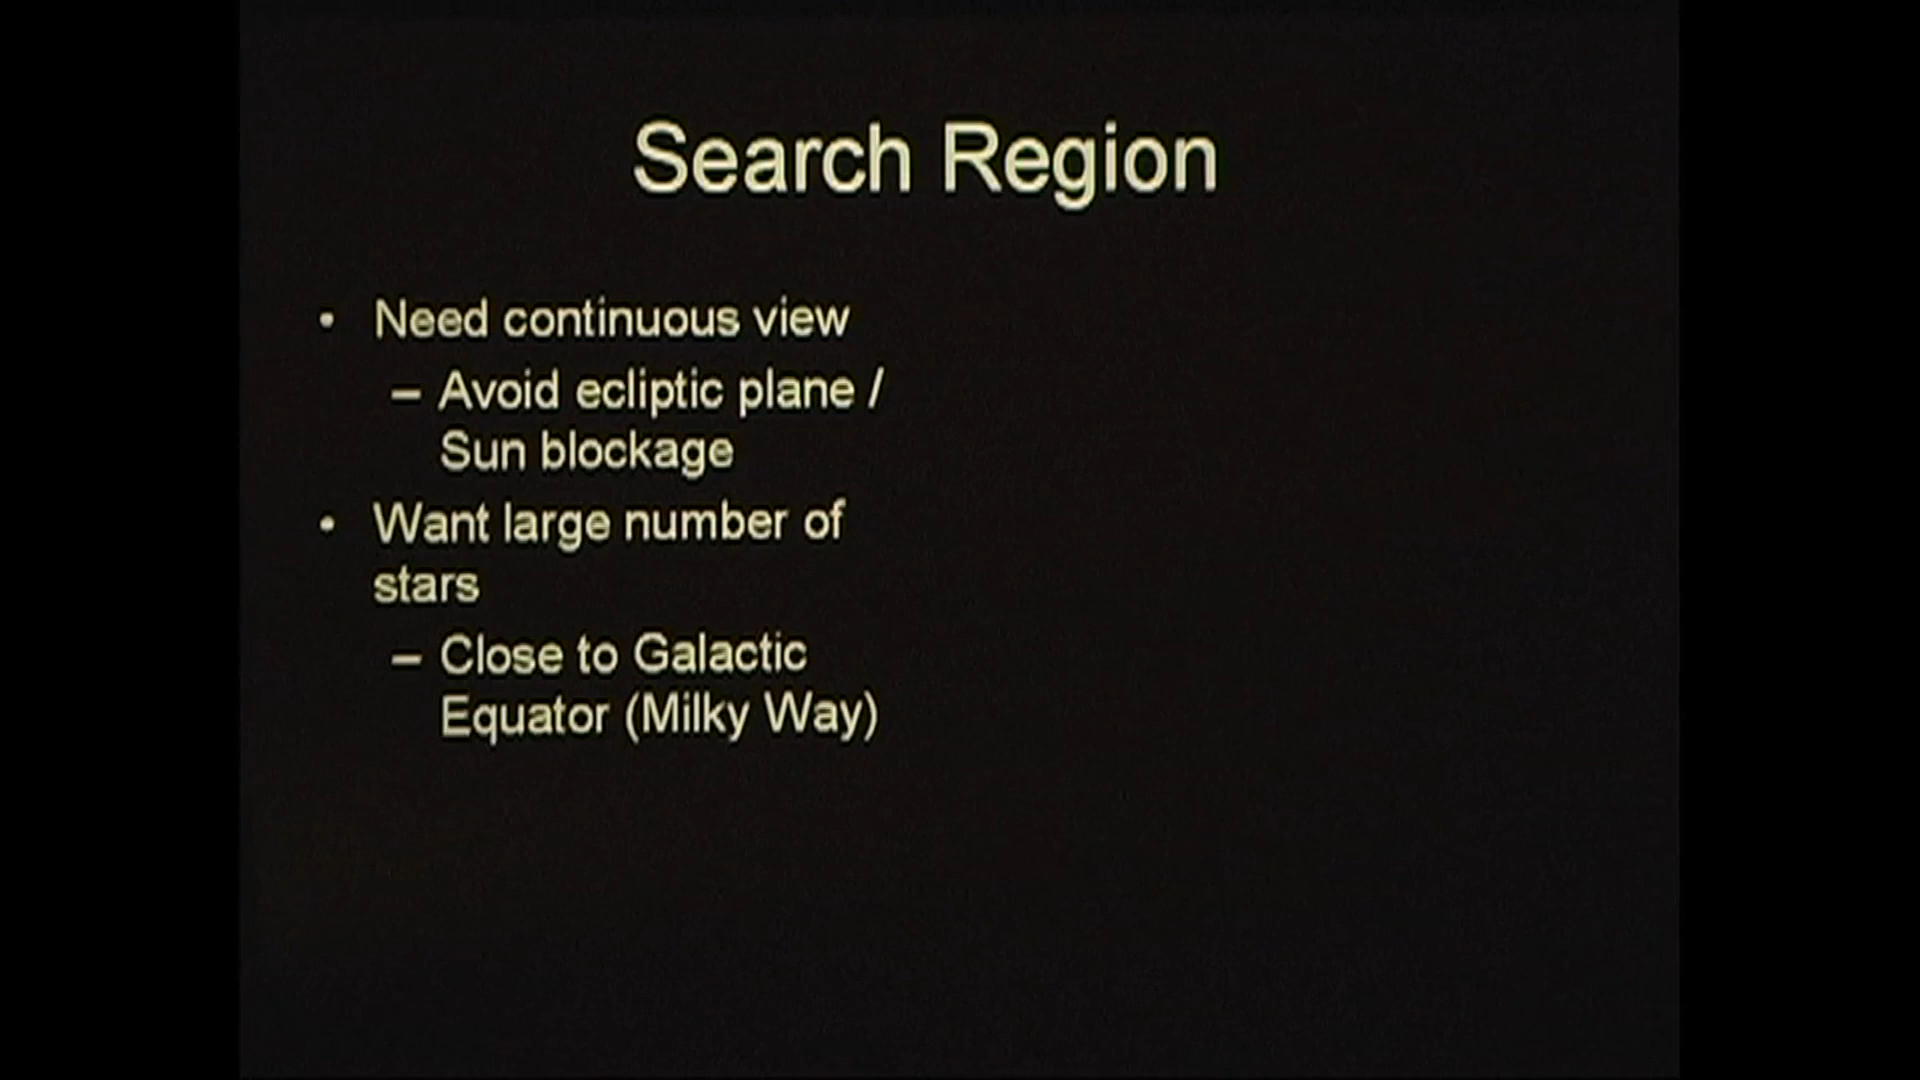 Search Region
• Need continuous view
– Avoid ecliptic plane /
Sun blockage
• Want large number of
stars
– Close to Galactic
Equator (Milky Way)